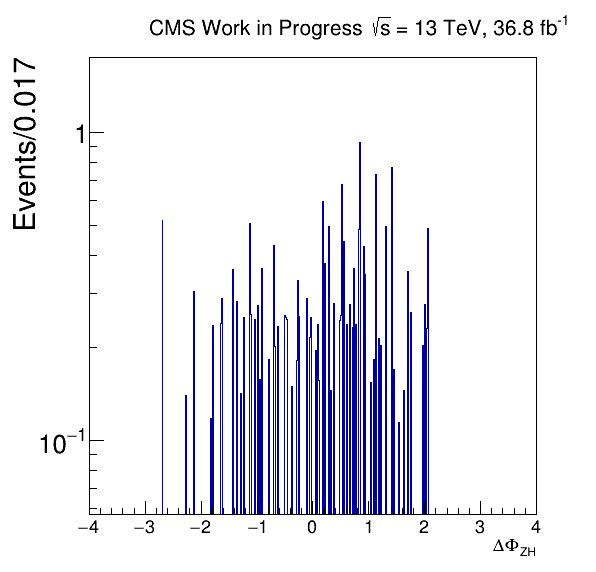 CMS Work in Progress √s = 13 TeV, 36.8 fb⁻¹
Events/0.017
1
10⁻¹
−4 −3 −2 −1 0 1 2 3 4
ΔΦ_ZH